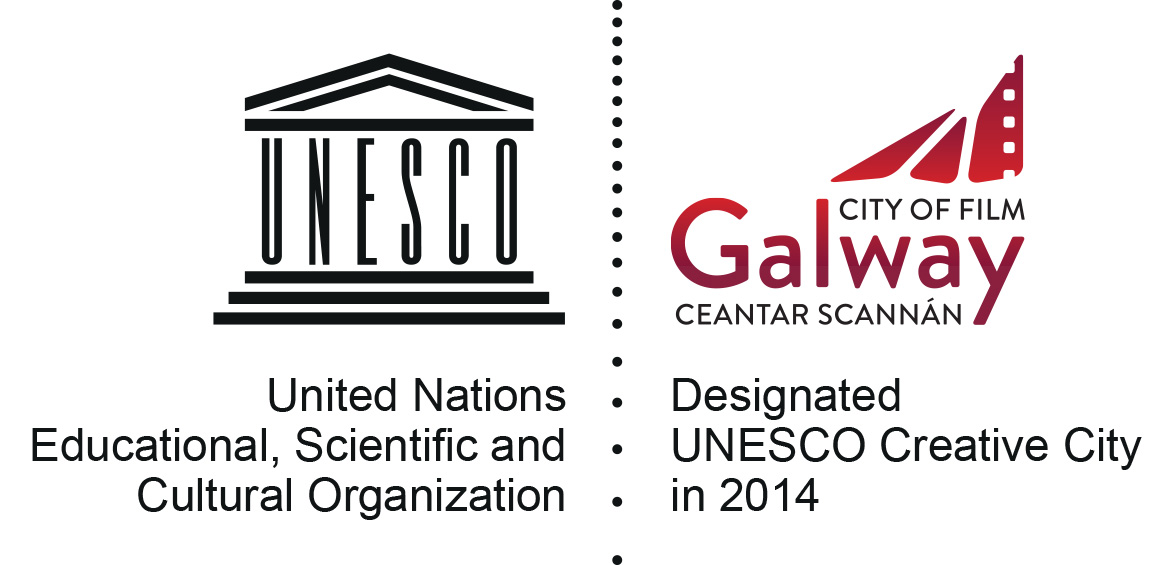 UNESCO
United Nations
Educational, Scientific and
Cultural Organization
CITY OF FILM
Galway
CEANTAR SCANNÁN
Designated
UNESCO Creative City
in 2014